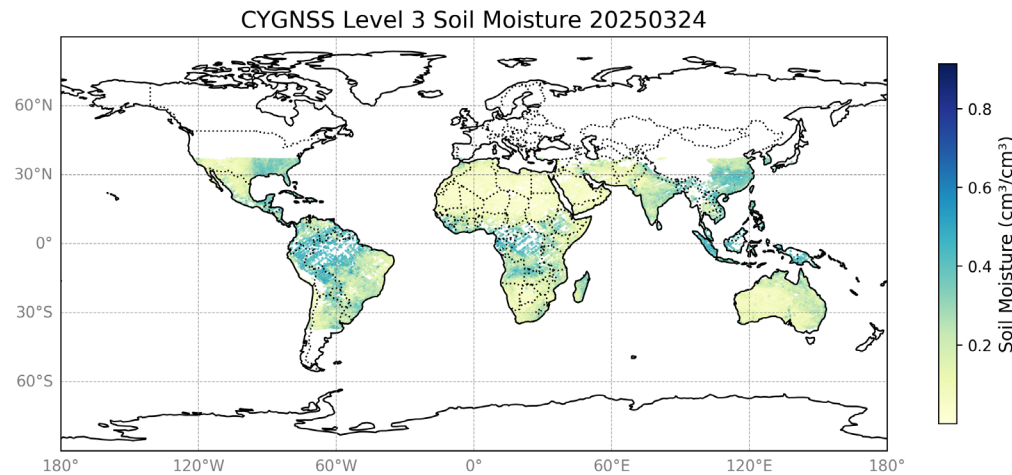 CYGNSS Level 3 Soil Moisture 20250324
60°N
30°N
0°
30°S
60°S
180°
120°W
60°W
0°
60°E
120°E
180°
0.8
0.6
0.4
0.2
Soil Moisture (cm³/cm³)